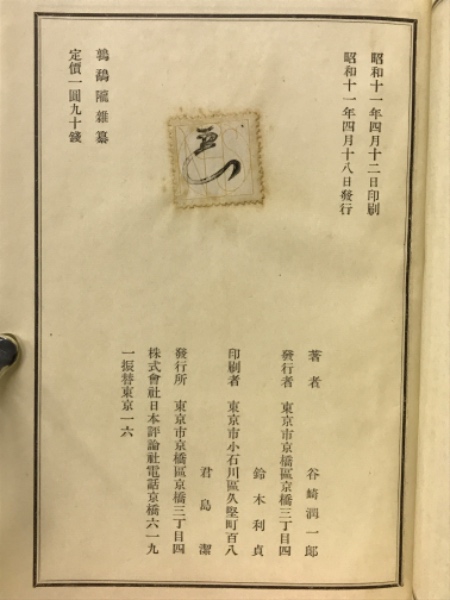 昭和十一年四月十二日印刷
昭和十一年四月十八日發行
鶉鷸隴雜纂
定價一圓九十錢
著者　谷崎潤一郎
發行者　東京市京橋區京橋三丁目四
鈴木利貞
印刷者　東京市小石川區久堅町百八
君島潔
發行所　東京市京橋區京橋三丁目四
株式會社日本評論社電話京橋六一九
一振替東京一六